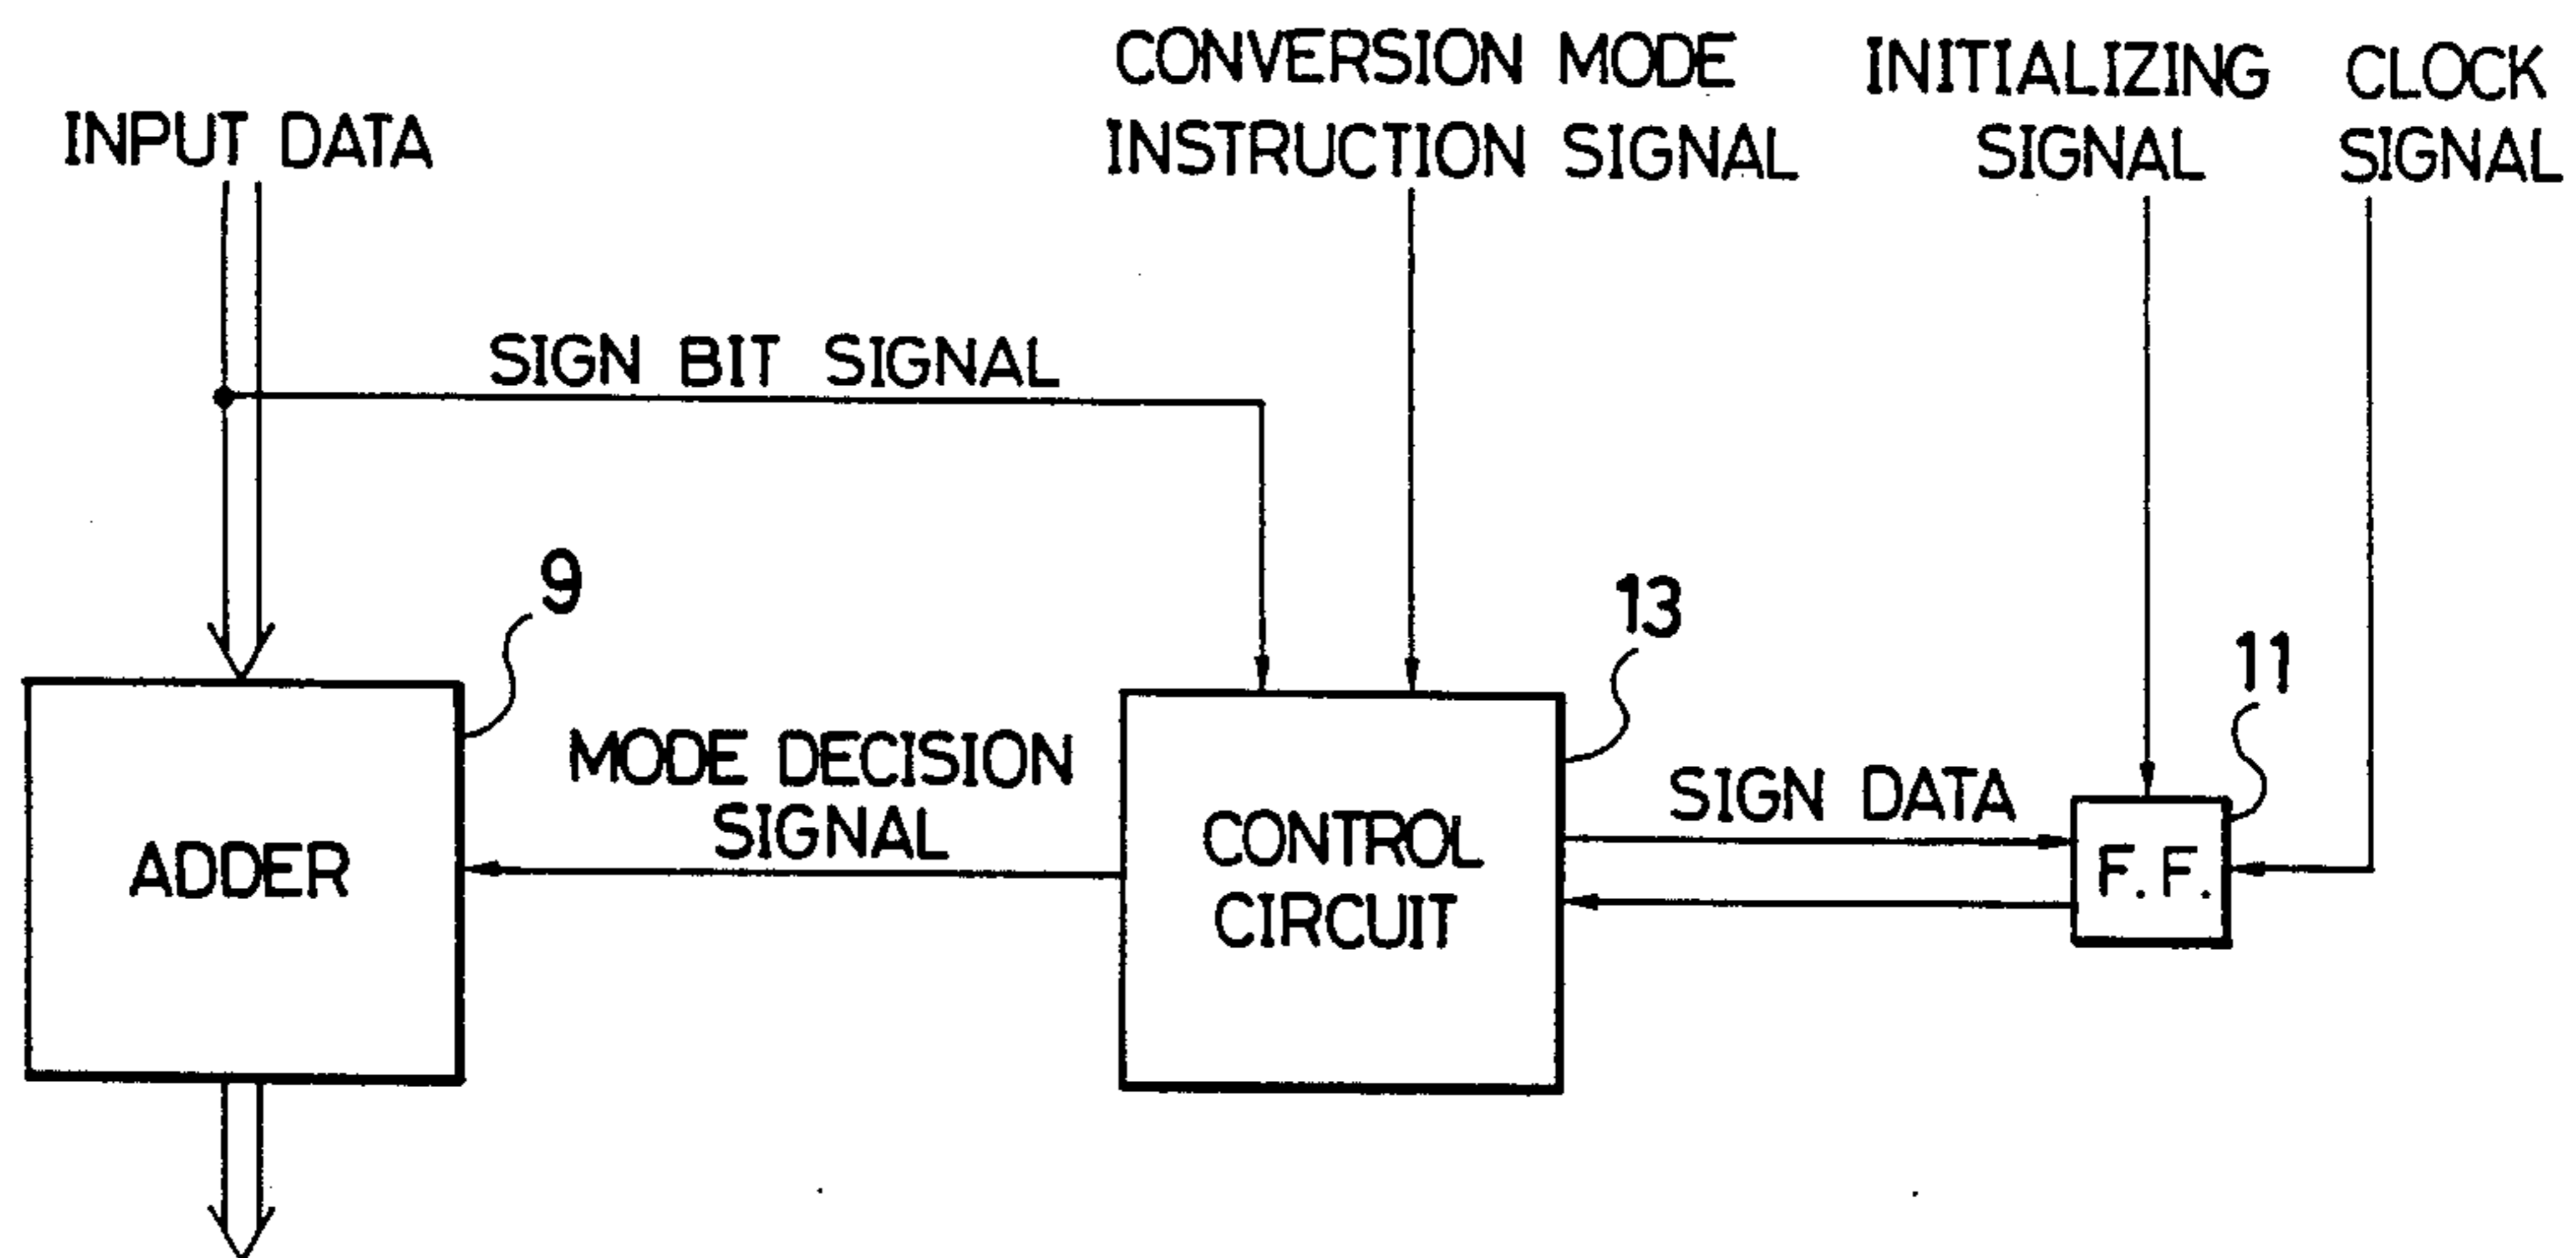 INPUT DATA
CONVERSION MODE
INSTRUCTION SIGNAL
INITIALIZING
SIGNAL
CLOCK
SIGNAL
SIGN BIT SIGNAL
9
13
11
MODE DECISION
SIGNAL
SIGN DATA
ADDER
CONTROL
CIRCUIT
F.F.